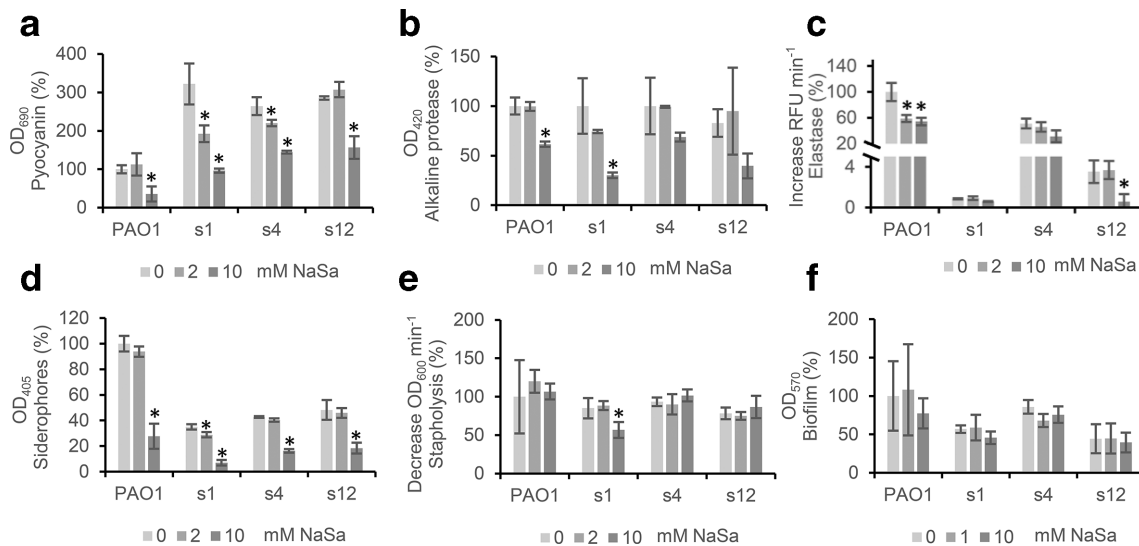 a
OD690
Pyocyanin (%)
400
300
200
100
0
*
*
*
*
*
*
PAO1 s1 s4 s12
0 2 10 mM NaSa
b
OD420
Alkaline protease (%)
150
100
50
0
*
*
PAO1 s1 s4 s12
0 2 10 mM NaSa
c
Increase RFU min-1
Elastase (%)
140
100
60
20
4
0
* *
*
PAO1 s1 s4 s12
0 2 10 mM NaSa
d
OD405
Siderophores (%)
120
100
80
60
40
20
0
*
*
*
*
*
PAO1 s1 s4 s12
0 2 10 mM NaSa
e
Decrease OD600 min-1
Stapholysis (%)
200
150
100
50
0
*
PAO1 s1 s4 s12
0 2 10 mM NaSa
f
OD570
Biofilm (%)
200
150
100
50
0
PAO1 s1 s4 s12
0 1 10 mM NaSa